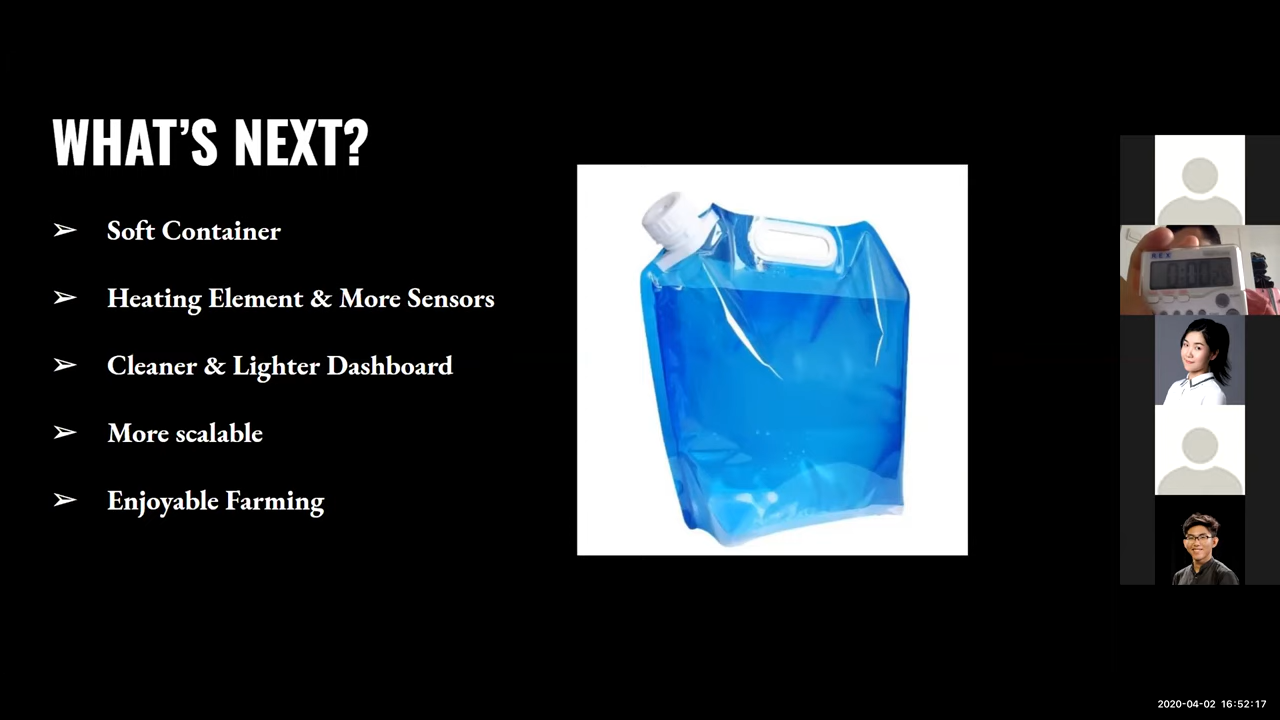 WHAT’S NEXT?
➢ Soft Container
➢ Heating Element & More Sensors
➢ Cleaner & Lighter Dashboard
➢ More scalable
➢ Enjoyable Farming
2020-04-02 16:52:17